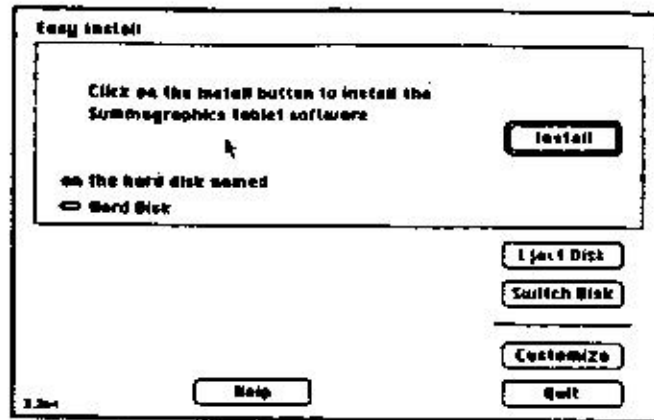 Easy Install
Click on the Install button to install the
Summagraphics tablet software
Install
on the hard disk named
Hard Disk
Eject Disk
Switch Disk
Customize
Help
Quit